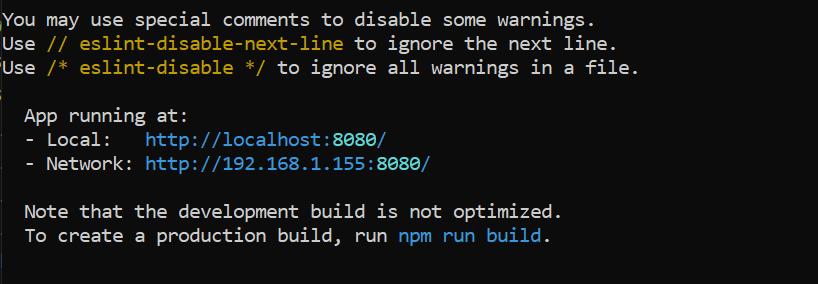 You may use special comments to disable some warnings.
Use // eslint-disable-next-line to ignore the next line.
Use /* eslint-disable */ to ignore all warnings in a file.
App running at:
- Local:   http://localhost:8080/
- Network: http://192.168.1.155:8080/
Note that the development build is not optimized.
To create a production build, run npm run build.